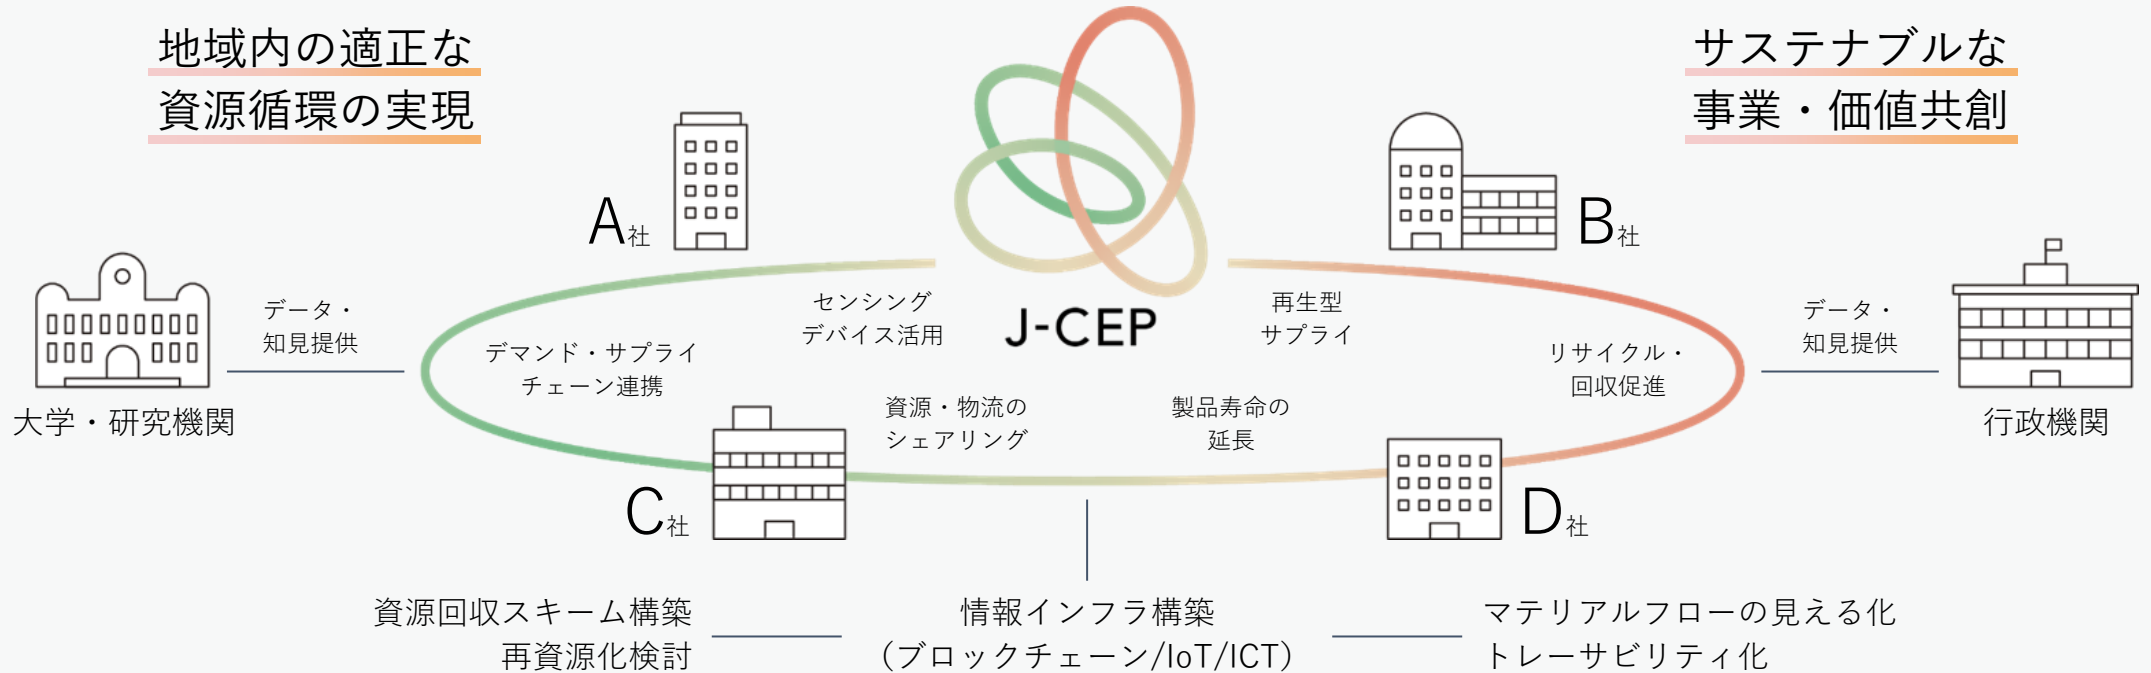 地域内の適正な
資源循環の実現
サステナブルな
事業・価値共創
A社
B社
センシング
デバイス活用
J-CEP
再生型
サプライ
データ・
知見提供
デマンド・サプライ
チェーン連携
リサイクル・
回収促進
データ・
知見提供
大学・研究機関
資源・物流の
シェアリング
製品寿命の
延長
行政機関
C社
D社
資源回収スキーム構築
再資源化検討
情報インフラ構築
(ブロックチェーン/IoT/ICT)
マテリアルフローの見える化
トレーサビリティ化